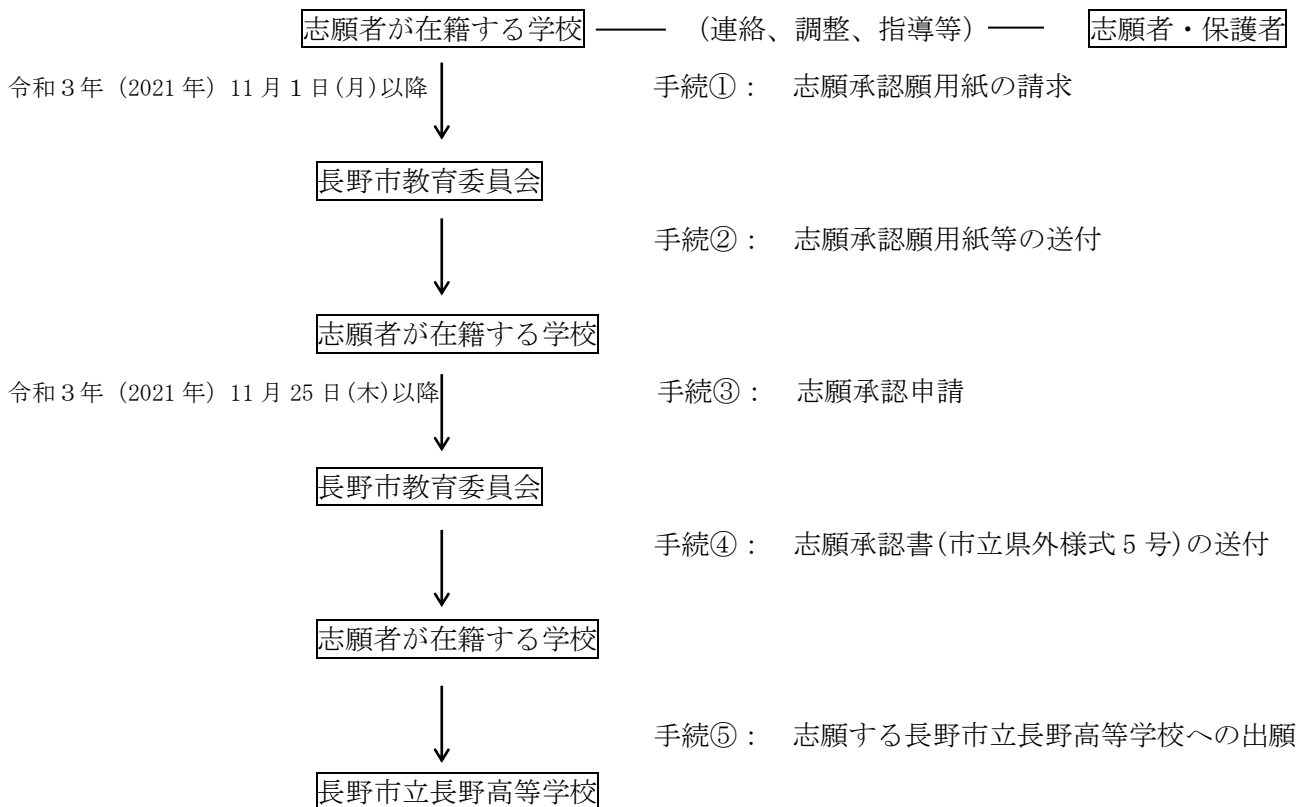 志願者が在籍する学校 (連絡、調整、指導等) 志願者・保護者
令和3年 (2021年) 11月1日(月)以降 手続①: 志願承認願用紙の請求
長野市教育委員会
手続②: 志願承認願用紙等の送付
志願者が在籍する学校
令和3年 (2021年) 11月25日(木)以降 手続③: 志願承認申請
長野市教育委員会
手続④: 志願承認書(市立県外様式5号)の送付
志願者が在籍する学校
手続⑤: 志願する長野市立長野高等学校への出願
長野市立長野高等学校